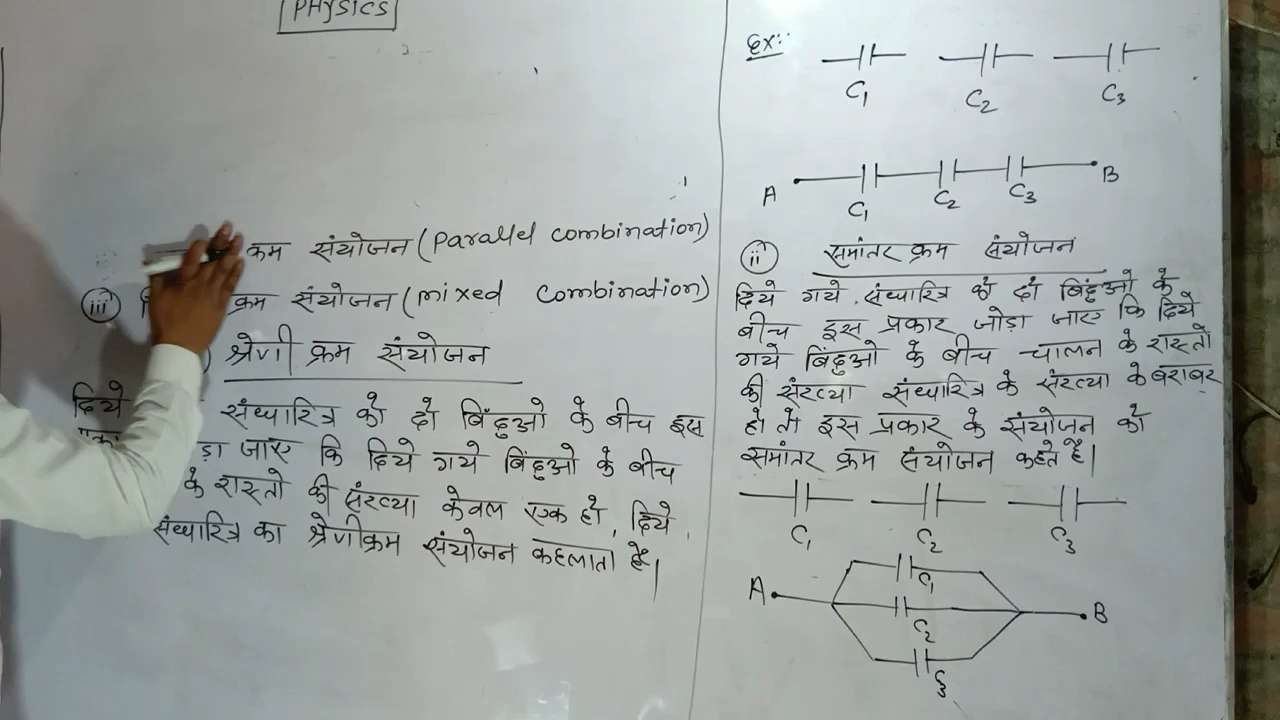 PHYSICS
क्रम संयोजन (Parallel combination)
(iii) क्रम संयोजन (mixed combination)
) श्रेणी क्रम संयोजन
दिये संधारित्र को दो बिंदुओ के बीच इस
ड़ा जाए कि दिये गये बिंदुओ के बीच
के रास्तो की संख्या केवल एक हो, दिये
संधारित्र का श्रेणीक्रम संयोजन कहलाता है।
Ex:-
C1 C2 C3
A C1 C2 C3 B
(ii) समांतर क्रम संयोजन
दिये गये संधारित्र को दो बिंदुओ के
बीच इस प्रकार जोड़ा जाए कि दिये
गये बिंदुओ के बीच चालन के रास्तो
की संख्या संधारित्र के संख्या के बराबर
हो तो इस प्रकार के संयोजन को
समांतर क्रम संयोजन कहते है।
C1 C2 C3
A C1 B
C2
C3